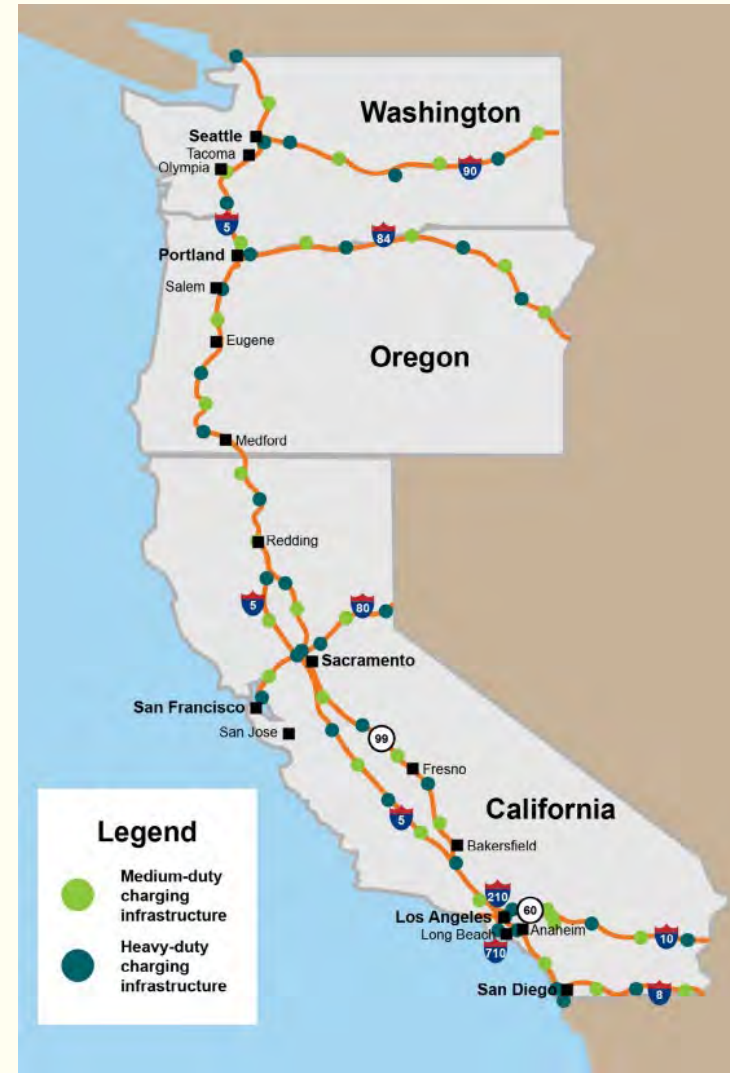 Washington
Seattle
Tacoma
Olympia
90
5
84
Portland
Salem
Eugene
Oregon
Medford
Redding
5
80
Sacramento
San Francisco
San Jose
99
Fresno
California
5
Bakersfield
210
60
Los Angeles
Long Beach
Anaheim
710
10
San Diego
8
Legend
Medium-duty
charging
infrastructure
Heavy-duty
charging
infrastructure